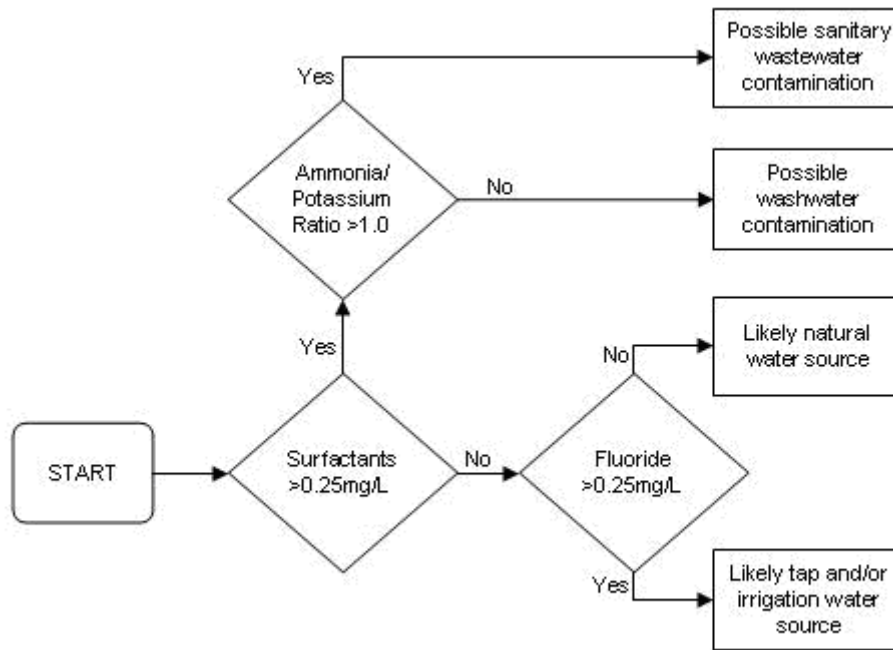 Possible sanitary
wastewater
contamination
Yes
Ammonia/
Potassium
Ratio >1.0
No
Possible
washwater
contamination
Yes
No
Likely natural
water source
START
Surfactants
>0.25mg/L
No
Fluoride
>0.25mg/L
Yes
Likely tap and/or
irrigation water
source